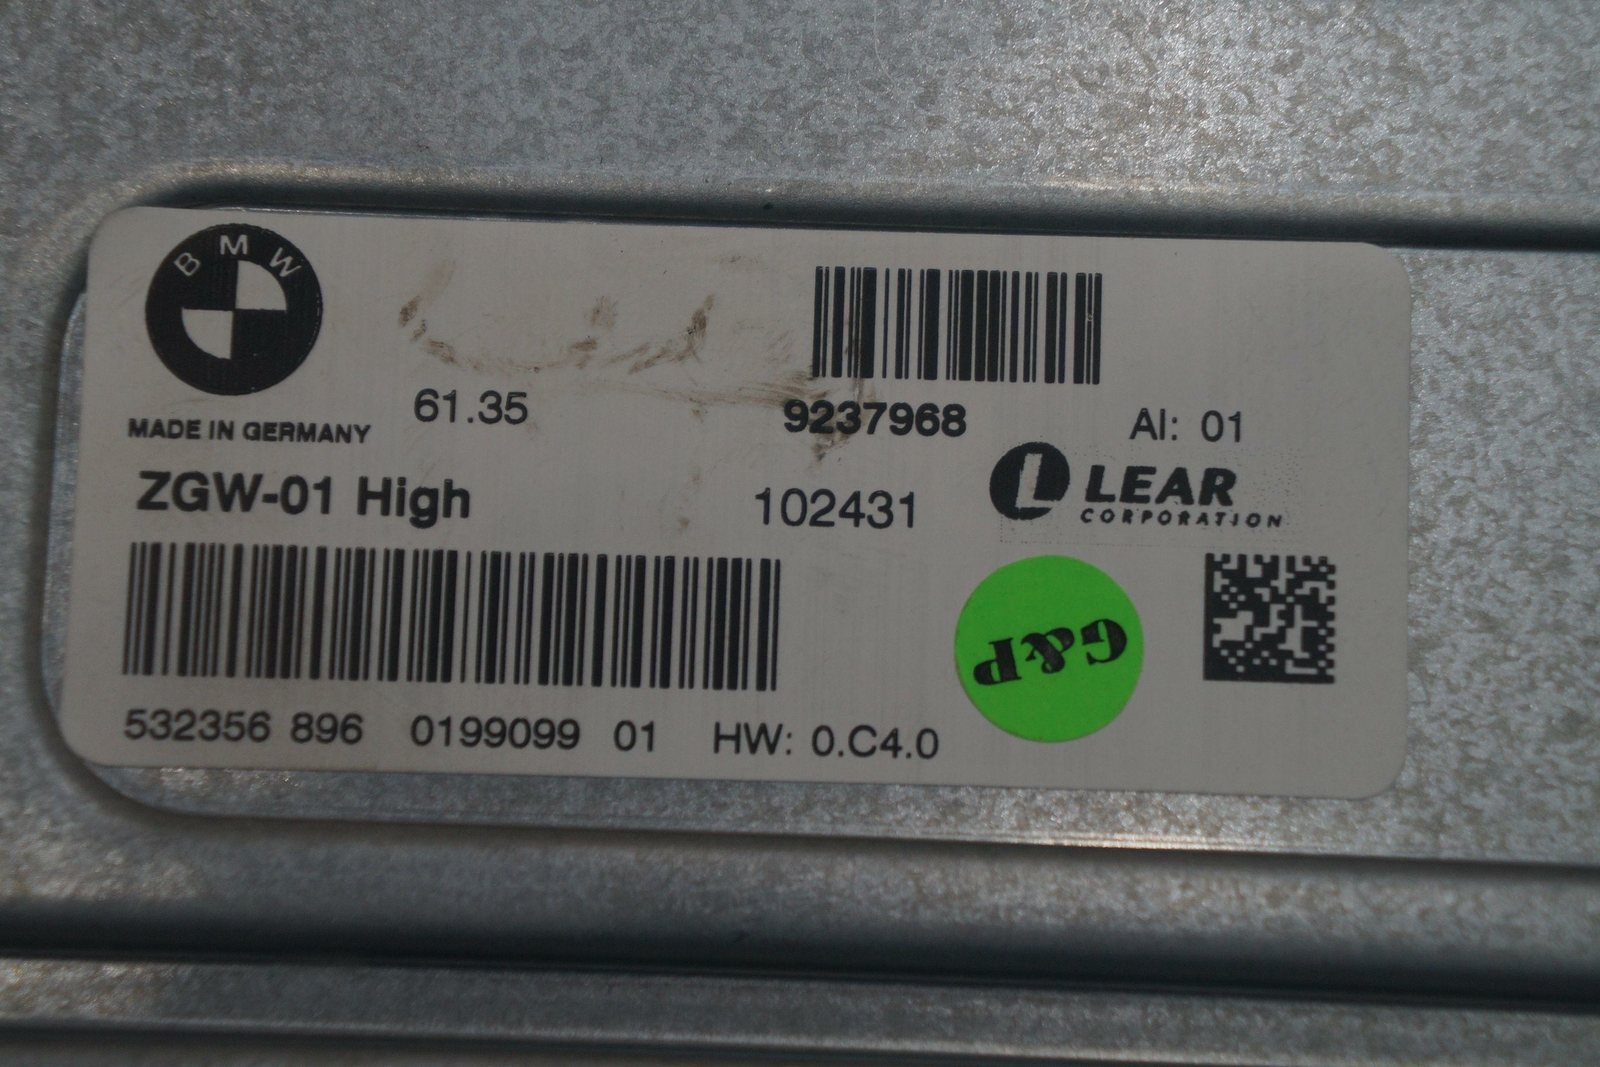 BMW
MADE IN GERMANY
61.35
9237968
AI: 01
ZGW-01 High
102431
L LEAR
CORPORATION
G&P
532356 896 0199099 01 HW: 0.C4.0